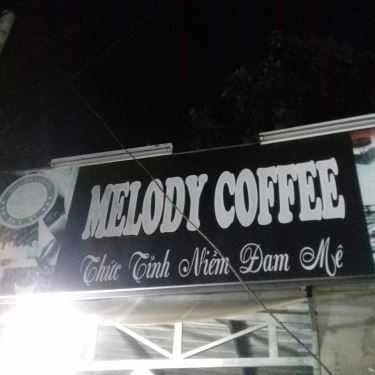 MELODY COFFEE
Thức Tỉnh Niềm Đam Mê